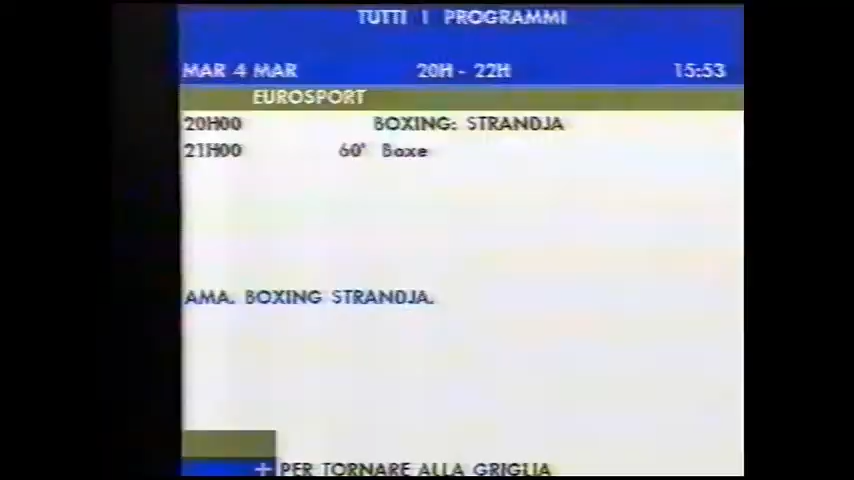 TUTTI I PROGRAMMI
MAR 4 MAR 20H - 22H 15:53
EUROSPORT
20H00 BOXING: STRANDJA
21H00 60' Boxe
AMA. BOXING STRANDJA.
+ PER TORNARE ALLA GRIGLIA